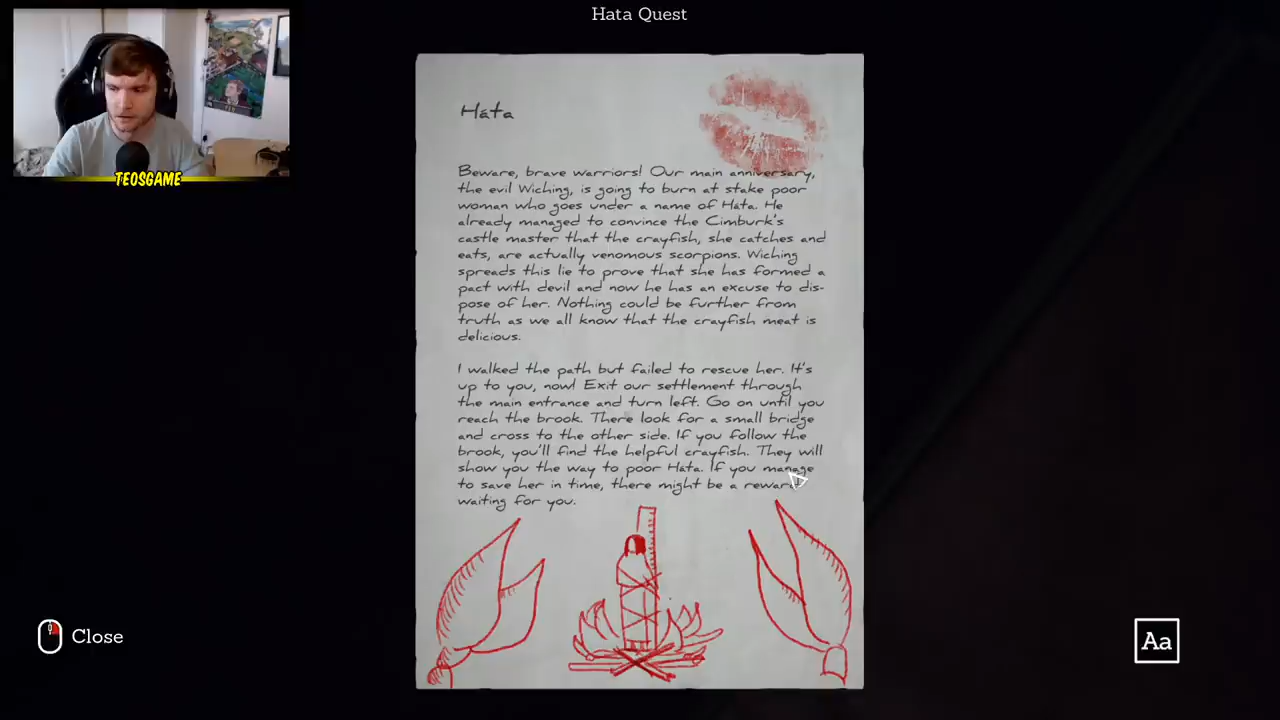 Hata Quest
TEOSGAME
Háta
Beware, brave warriors! Our main anniversary,
the evil Wiching, is going to burn at stake poor
woman who goes under a name of Háta. He
already managed to convince the Cimburk's
castle master that the crayfish, she catches and
eats, are actually venomous scorpions. Wiching
spreads this lie to prove that she has formed a
pact with devil and now he has an excuse to dis-
pose of her. Nothing could be further from
truth as we all know that the crayfish meat is
delicious.
I walked the path but failed to rescue her. It's
up to you, now! Exit our settlement through
the main entrance and turn left. Go on until you
reach the brook. There look for a small bridge
and cross to the other side. If you follow the
brook, you'll find the helpful crayfish. They will
show you the way to poor Háta. If you manage
to save her in time, there might be a reward
waiting for you.
Close
Aa